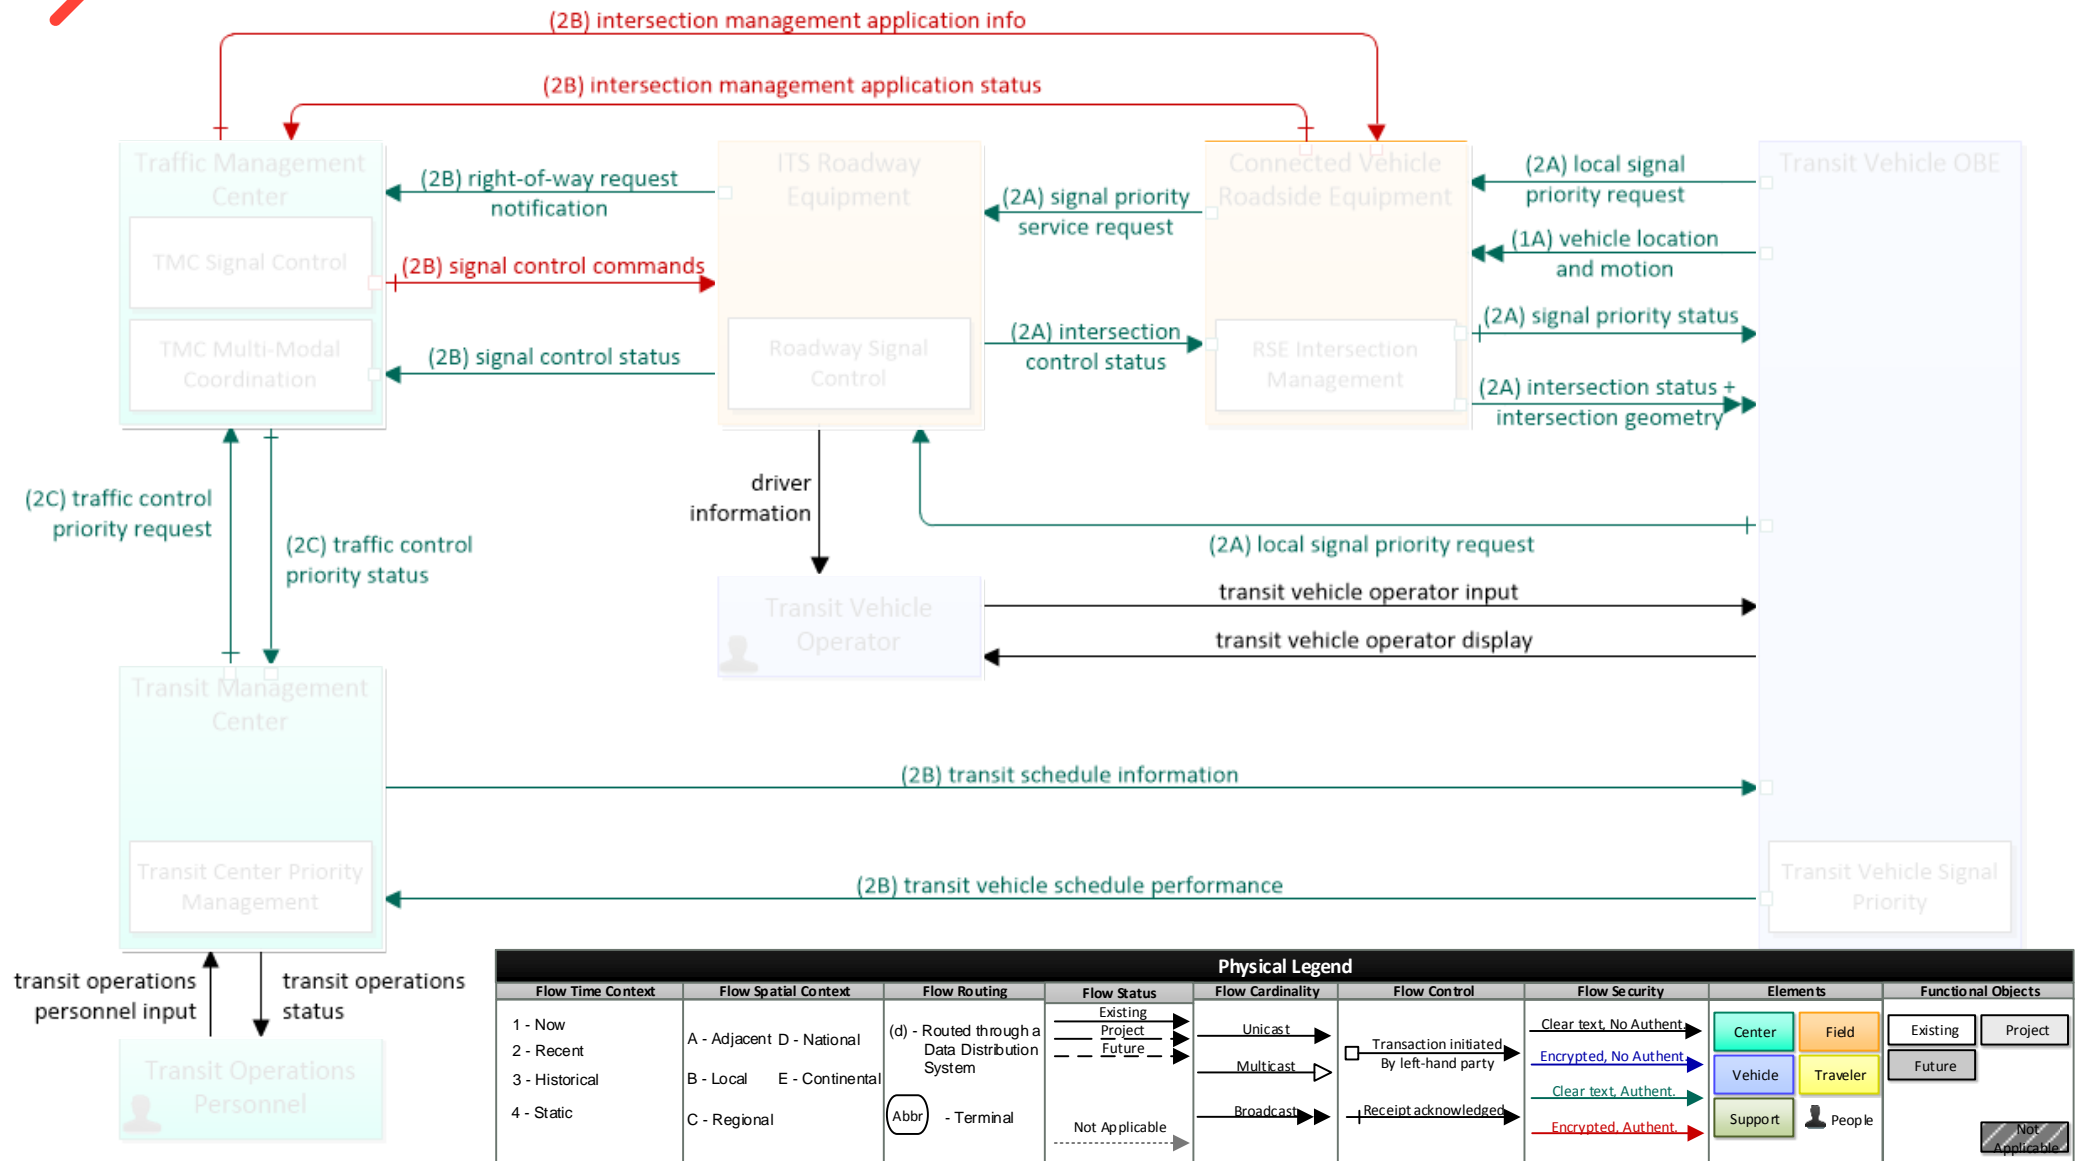 (2B) intersection management application info
(2B) intersection management application status
Traffic Management
Center
TMC Signal Control
TMC Multi-Modal
Coordination
(2B) right-of-way request
notification
(2B) signal control commands
(2B) signal control status
ITS Roadway
Equipment
Roadway Signal
Control
(2A) signal priority
service request
(2A) intersection
control status
Connected Vehicle
Roadside Equipment
RSE Intersection
Management
(2A) local signal
priority request
(1A) vehicle location
and motion
(2A) signal priority status
(2A) intersection status +
intersection geometry
Transit Vehicle OBE
(2C) traffic control
priority request
(2C) traffic control
priority status
driver
information
(2A) local signal priority request
Transit Vehicle
Operator
transit vehicle operator input
transit vehicle operator display
Transit Management
Center
(2B) transit schedule information
Transit Center Priority
Management
(2B) transit vehicle schedule performance
Transit Vehicle Signal
Priority
transit operations
personnel input
transit operations
status
Transit Operations
Personnel
Physical Legend
Flow Time Context
1 - Now
2 - Recent
3 - Historical
4 - Static
Flow Spatial Context
A - Adjacent D - National
B - Local E - Continental
C - Regional
Flow Routing
(d) - Routed through a
Data Distribution
System
Abbr - Terminal
Flow Status
Existing
Project
Future
Not Applicable
Flow Cardinality
Unicast
Multicast
Broadcast
Flow Control
Transaction initiated
By left-hand party
Receipt acknowledged
Flow Security
Clear text, No Authent.
Encrypted, No Authent.
Clear text, Authent.
Encrypted, Authent.
Elements
Center Field
Vehicle Traveler
Support People
Functional Objects
Existing Project
Future
Not
Applicable